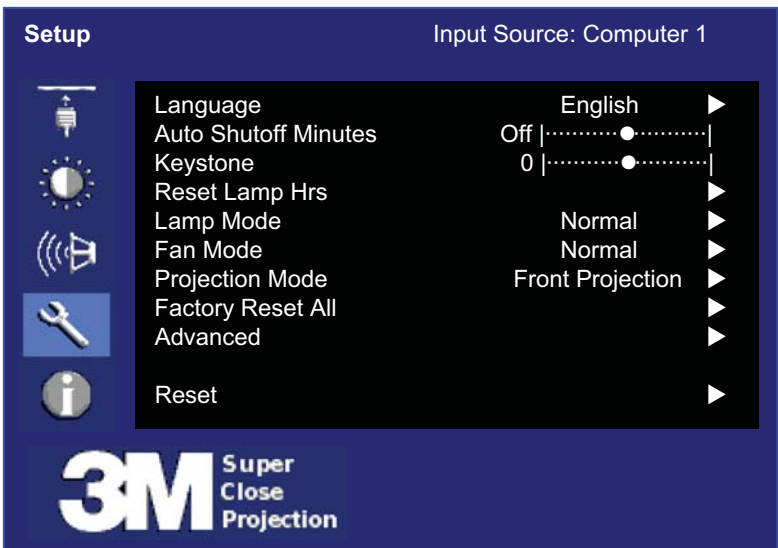 Setup Input Source: Computer 1
Language English ▶
Auto Shutoff Minutes Off |···········●···········|
Keystone 0 |···········●···········|
Reset Lamp Hrs ▶
Lamp Mode Normal ▶
Fan Mode Normal ▶
Projection Mode Front Projection ▶
Factory Reset All ▶
Advanced ▶
Reset ▶
3M Super
Close
Projection